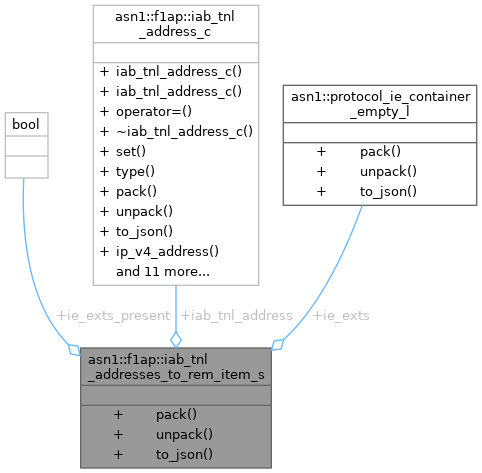 asn1::f1ap::iab_tnl
_address_c
+ iab_tnl_address_c()
+ iab_tnl_address_c()
+ operator=()
+ ~iab_tnl_address_c()
+ set()
+ type()
+ pack()
+ unpack()
+ to_json()
+ ip_v4_address()
and 11 more...
bool
asn1::protocol_ie_container
_empty_l
+ pack()
+ unpack()
+ to_json()
+ie_exts_present
+iab_tnl_address
+ie_exts
asn1::f1ap::iab_tnl
_addresses_to_rem_item_s
+ pack()
+ unpack()
+ to_json()